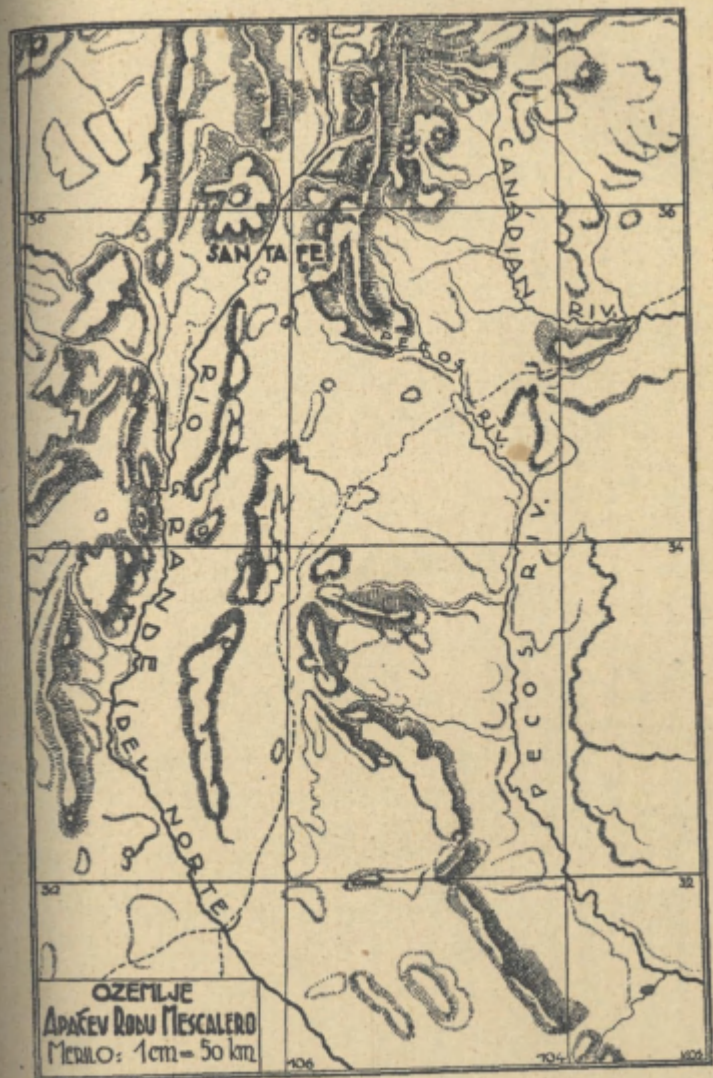 CANADIAN
36
36
SANTA FE
RIV.
PECOS
RIO
RIV.
GRANDE
34
PECOS RIV.
(DEL NORTE)
32
32
OZEMLJE
APAČEV RODU MESCALERO
MERILO: 1cm = 50 km
106
104